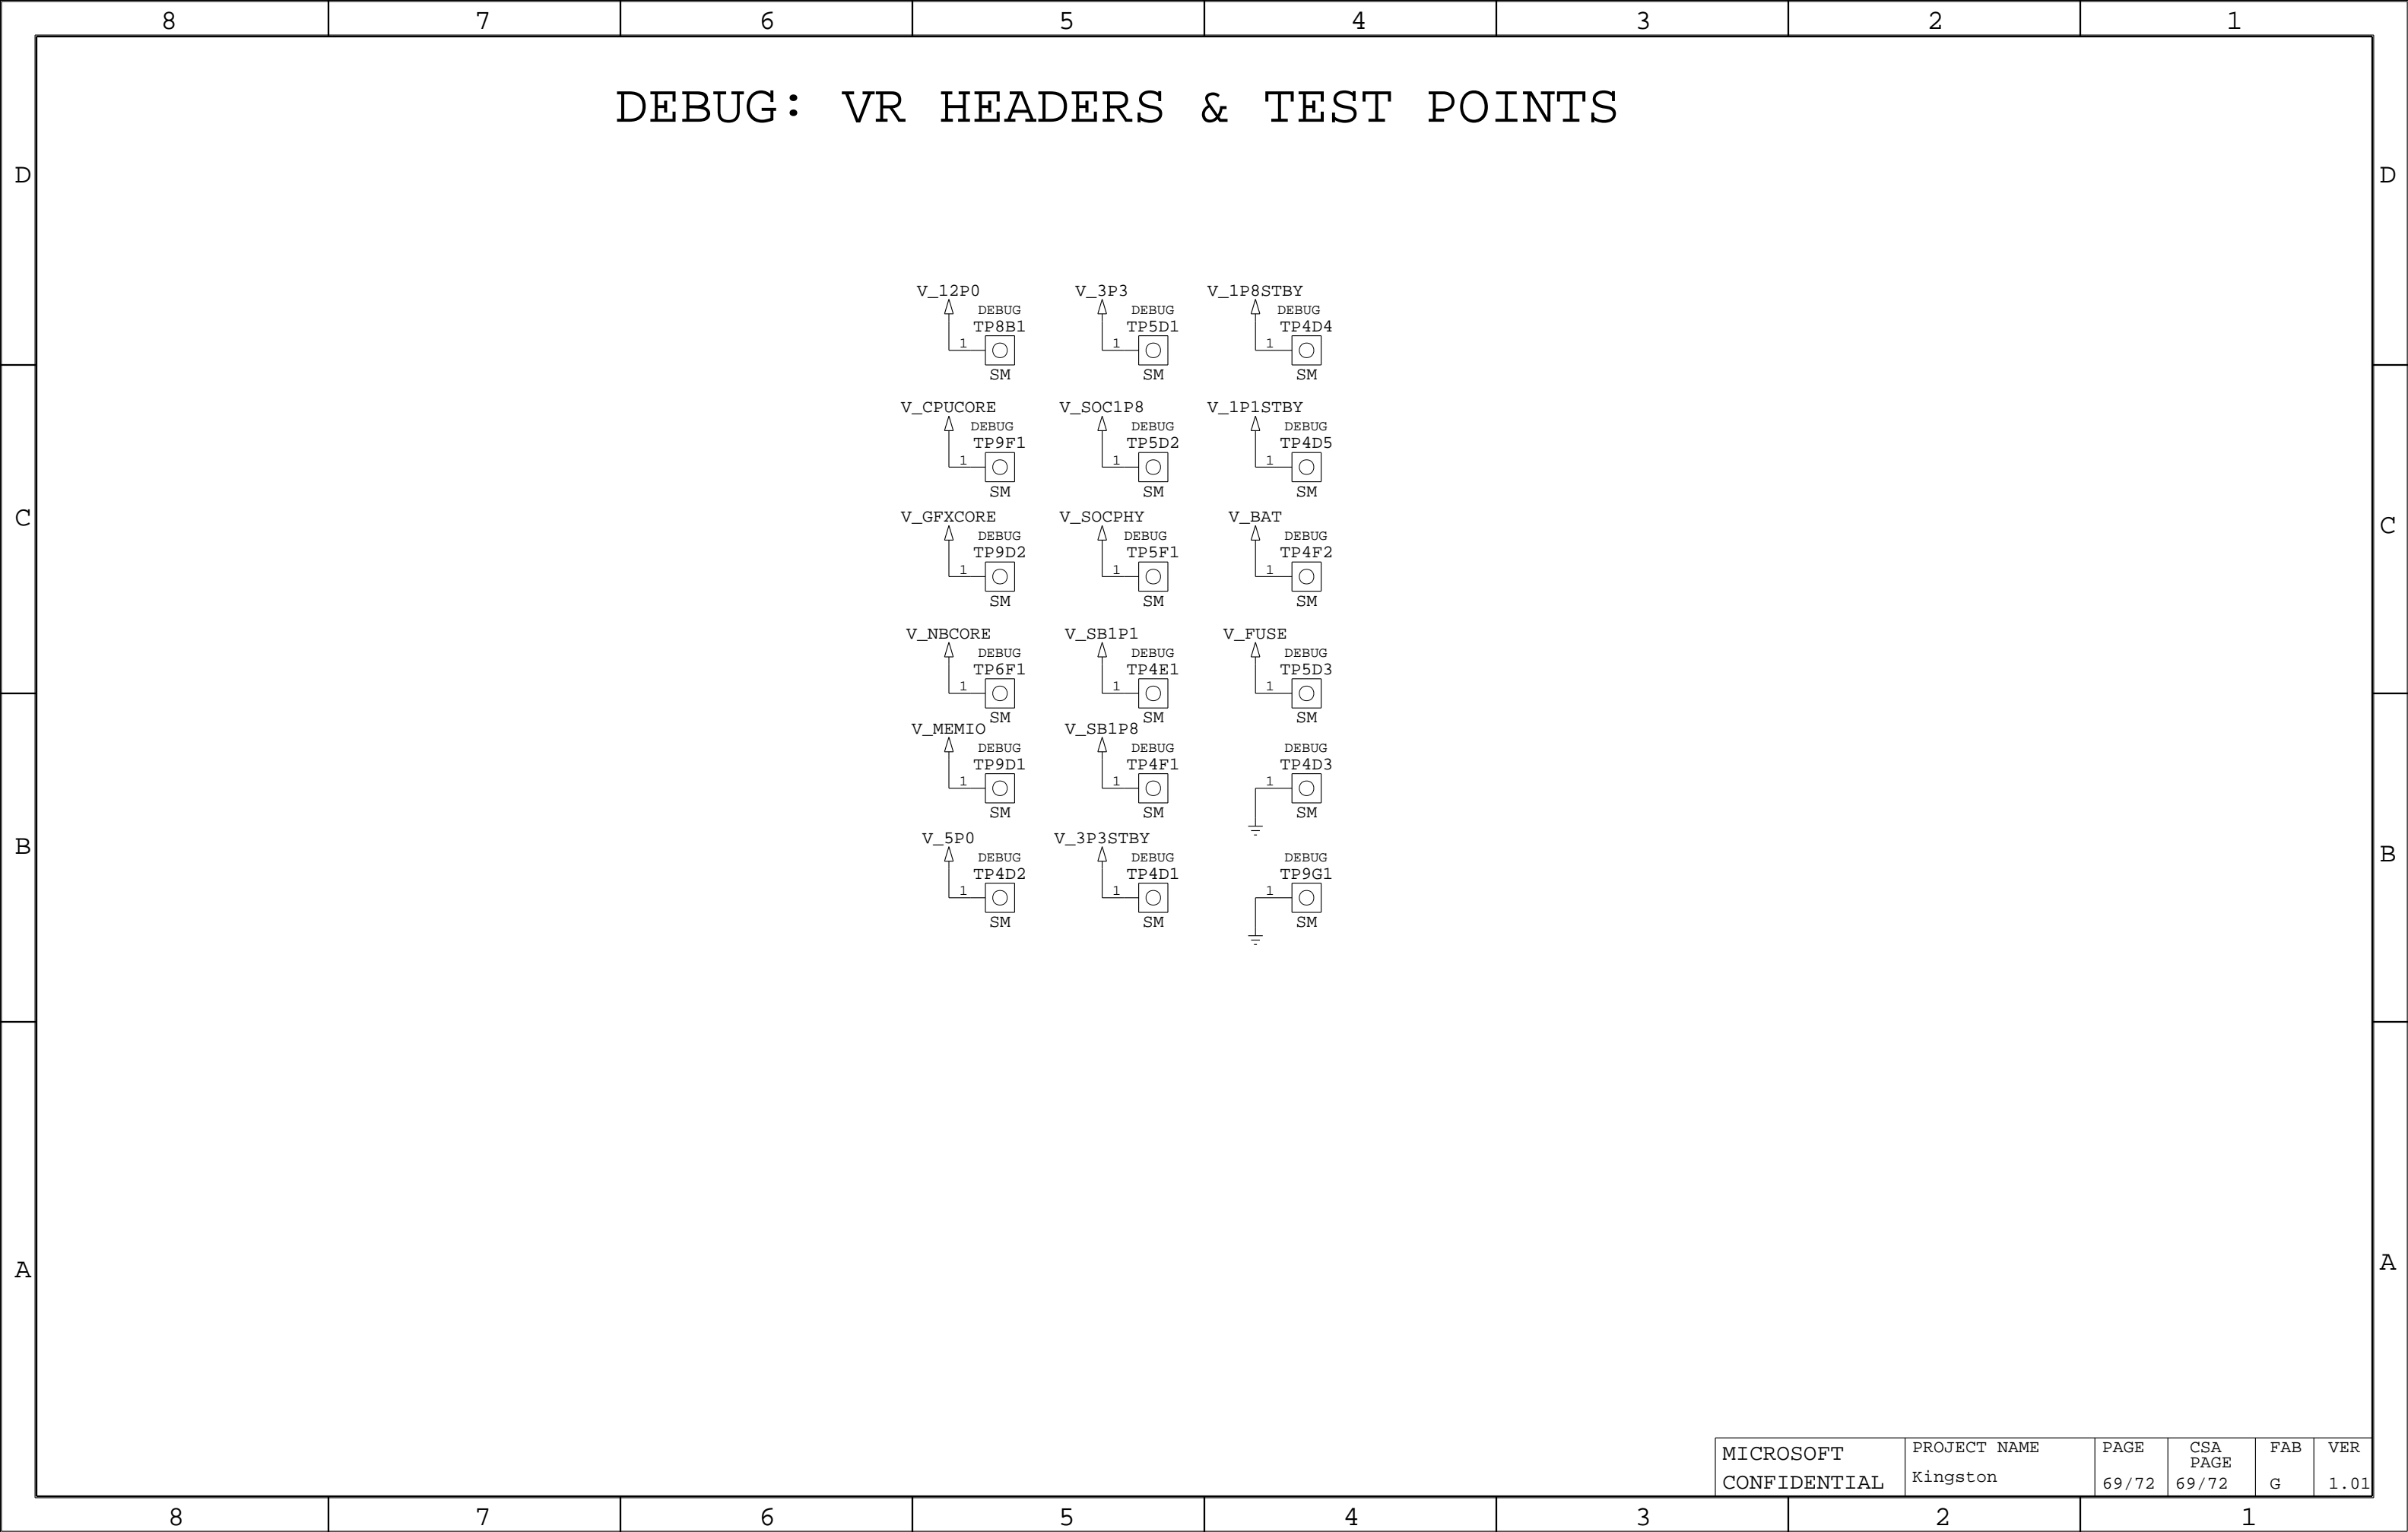 8 7 6 5 4 3 2 1
DEBUG: VR HEADERS & TEST POINTS
D D
V_12P0 V_3P3 V_1P8STBY
DEBUG DEBUG DEBUG
TP8B1 TP5D1 TP4D4
1 1 1
SM SM SM
V_CPUCORE V_SOC1P8 V_1P1STBY
DEBUG DEBUG DEBUG
TP9F1 TP5D2 TP4D5
1 1 1
SM SM SM
C C
V_GFXCORE V_SOCPHY V_BAT
DEBUG DEBUG DEBUG
TP9D2 TP5F1 TP4F2
1 1 1
SM SM SM
V_NBCORE V_SB1P1 V_FUSE
DEBUG DEBUG DEBUG
TP6F1 TP4E1 TP5D3
1 1 1
SM SM SM
V_MEMIO V_SB1P8
DEBUG DEBUG DEBUG
TP9D1 TP4F1 TP4D3
1 1 1
SM SM SM
B B
V_5P0 V_3P3STBY
DEBUG DEBUG DEBUG
TP4D2 TP4D1 TP9G1
1 1 1
SM SM SM
A A
MICROSOFT
CONFIDENTIAL
PROJECT NAME
Kingston
PAGE
69/72
CSA
PAGE
69/72
FAB
G
VER
1.01
8 7 6 5 4 3 2 1